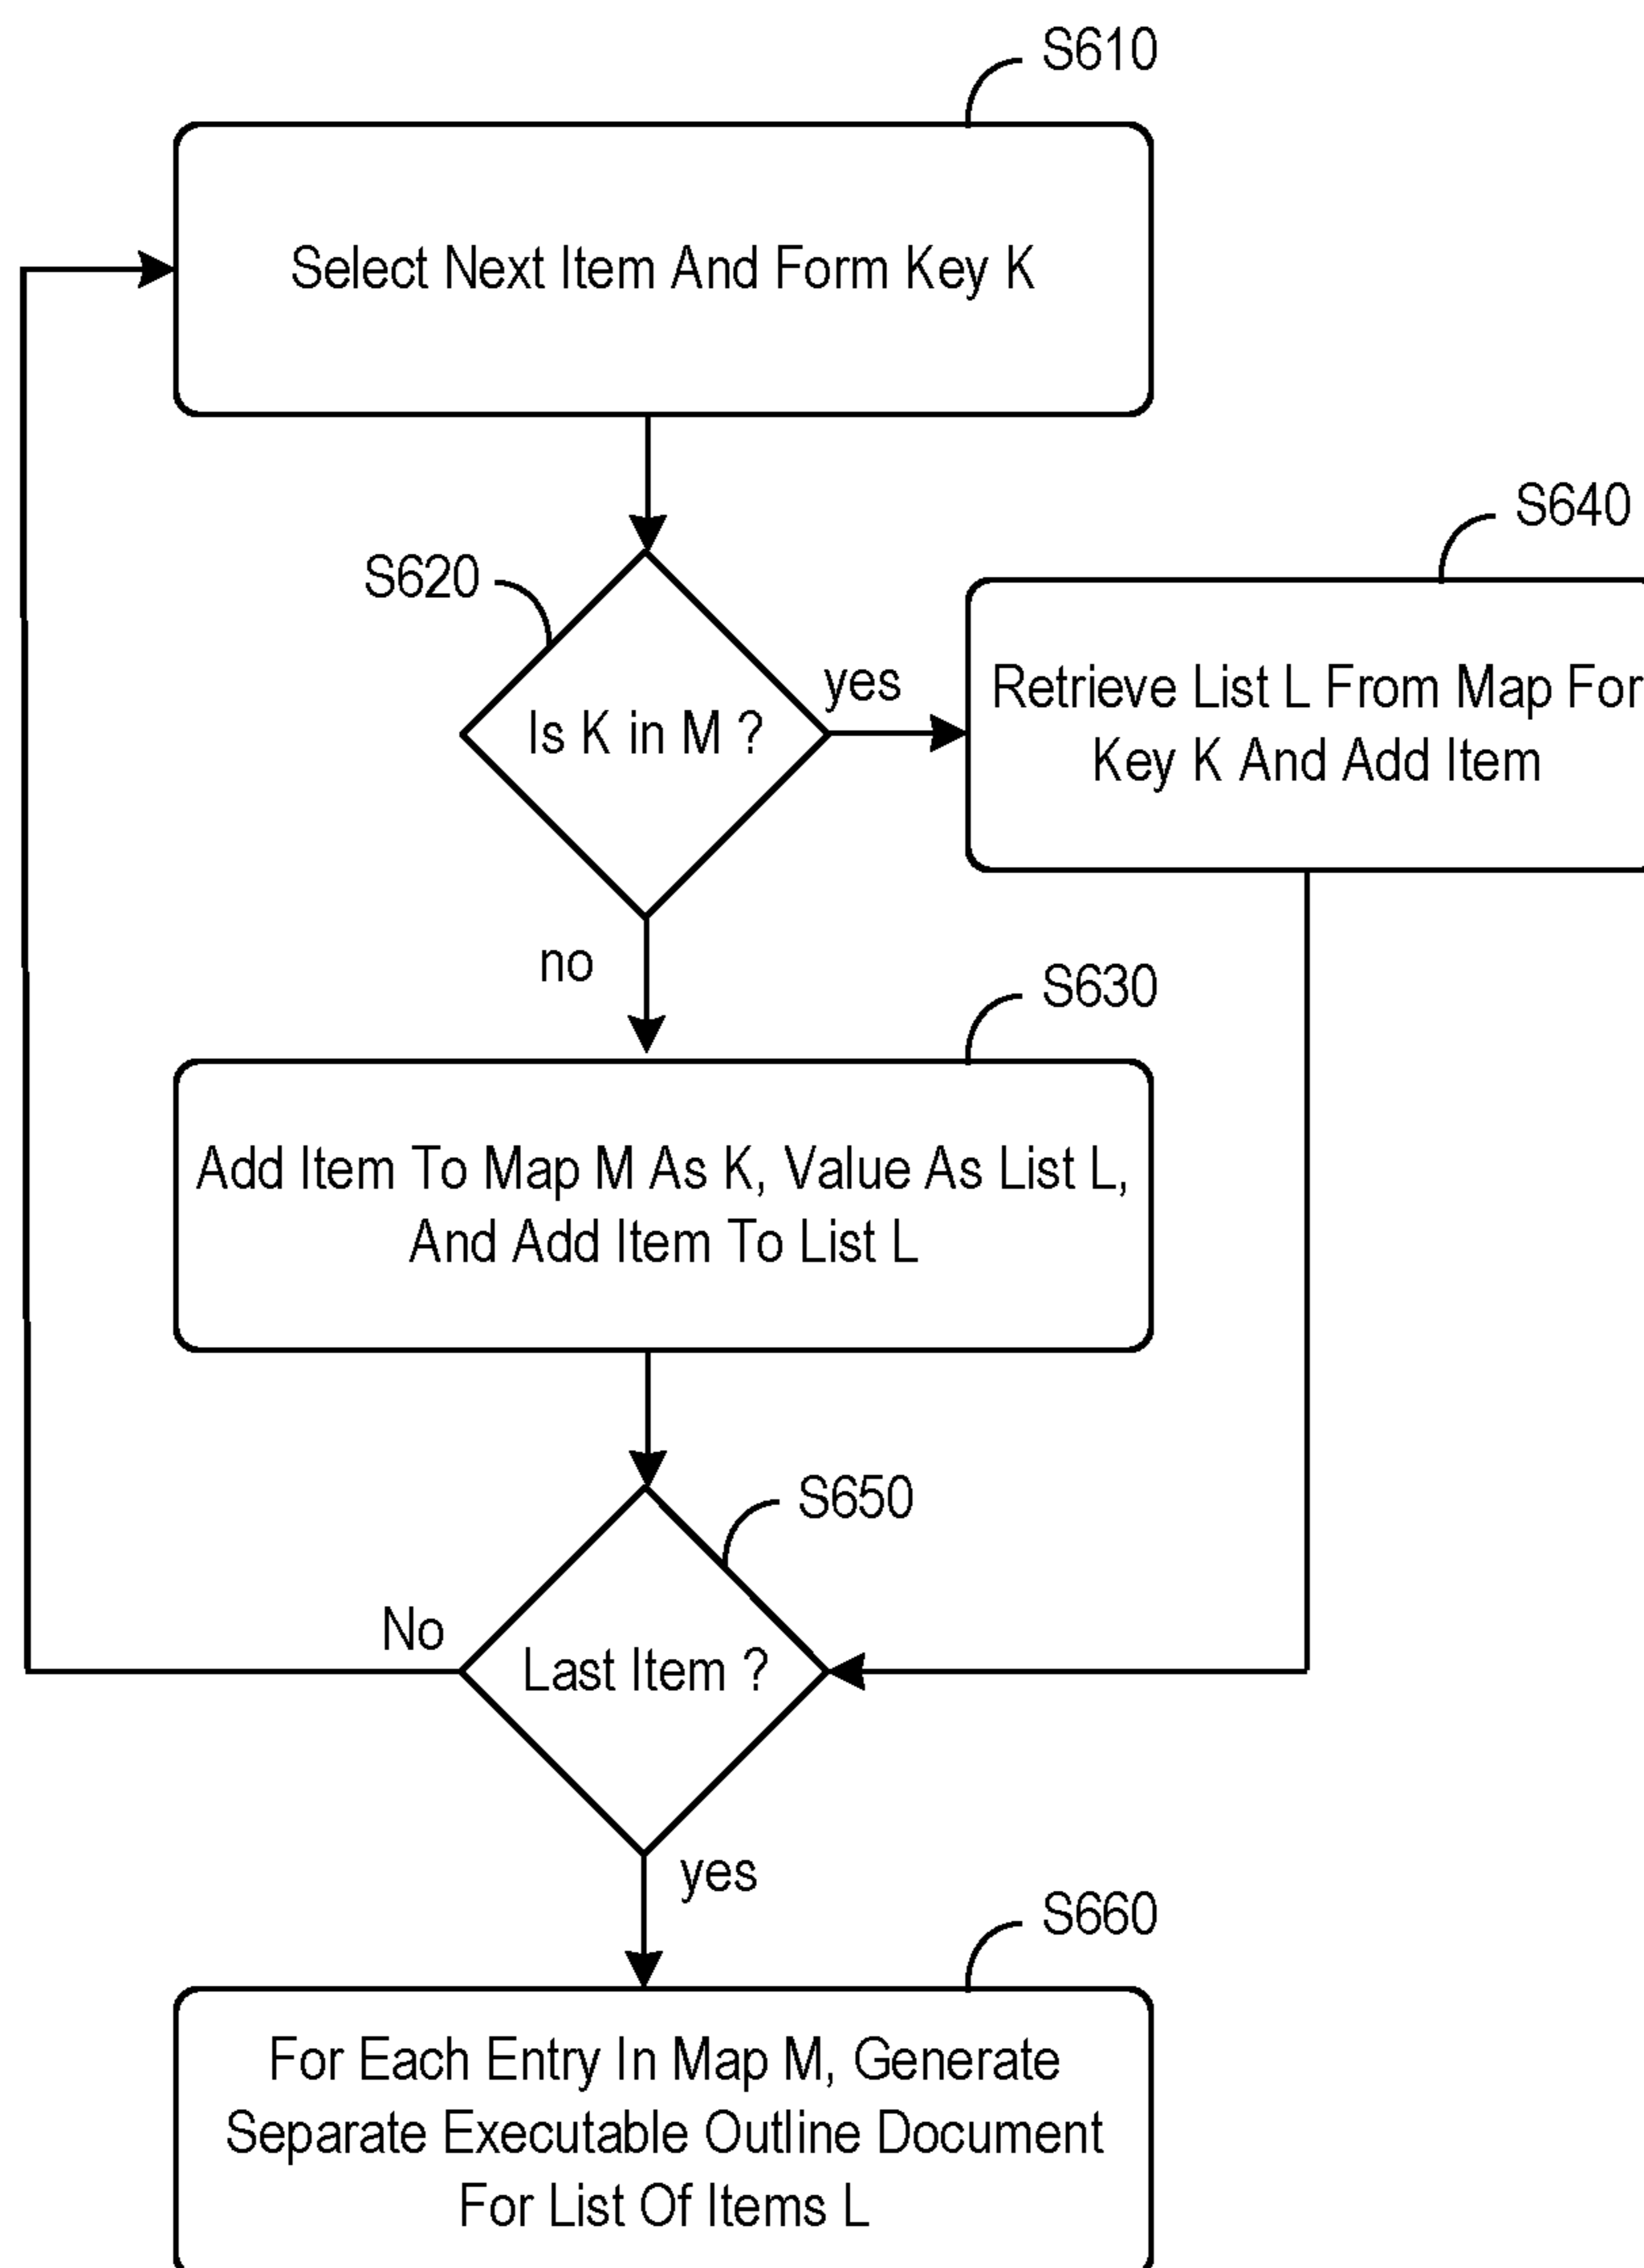 S610
Select Next Item And Form Key K
S640
S620
yes
Retrieve List L From Map For
Is K in M ?
Key K And Add Item
no
S630
Add Item To Map M As K, Value As List L,
And Add Item To List L
S650
No
Last Item ?
yes
S660
For Each Entry In Map M, Generate
Separate Executable Outline Document
For List Of Items L